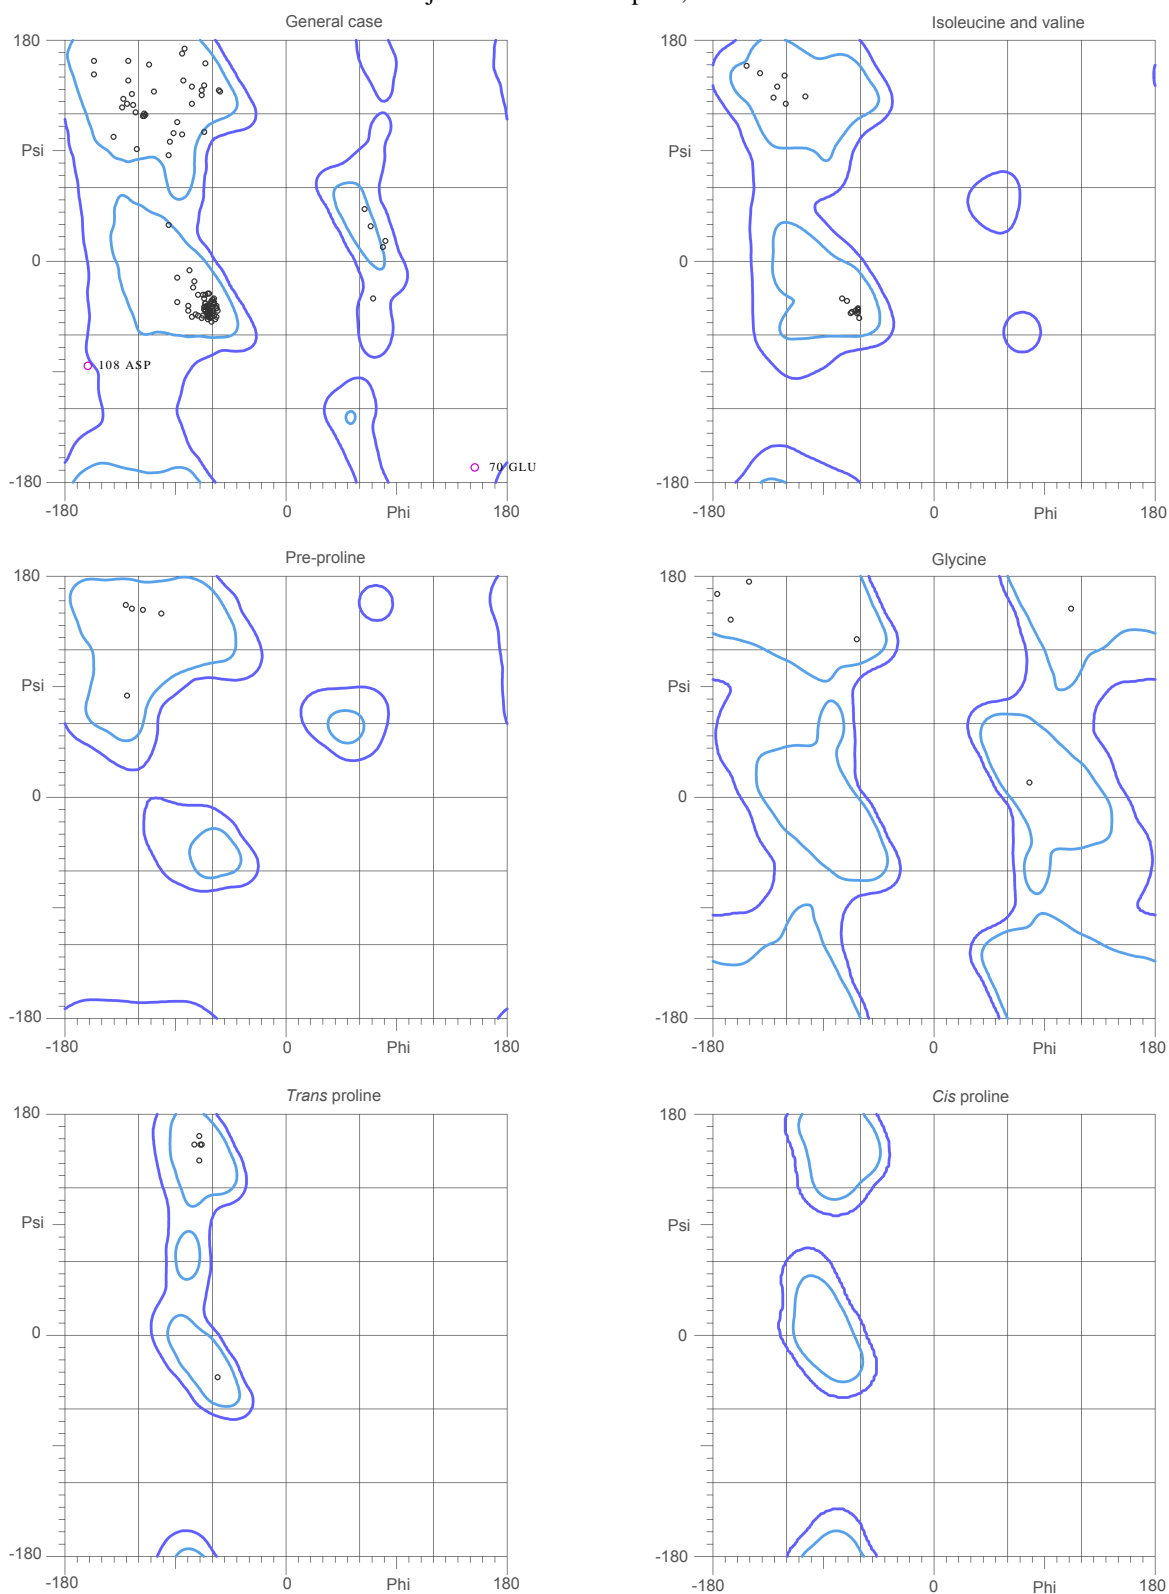 General case
Isoleucine and valine
180
180
Psi
Psi
0
0
108 ASP
70 GLU
-180
-180
-180
0
Phi
180
-180
0
Phi
180
Pre-proline
Glycine
180
180
Psi
Psi
0
0
-180
-180
-180
0
Phi
180
-180
0
Phi
180
Trans proline
Cis proline
180
180
Psi
Psi
0
0
-180
-180
-180
0
Phi
180
-180
0
Phi
180